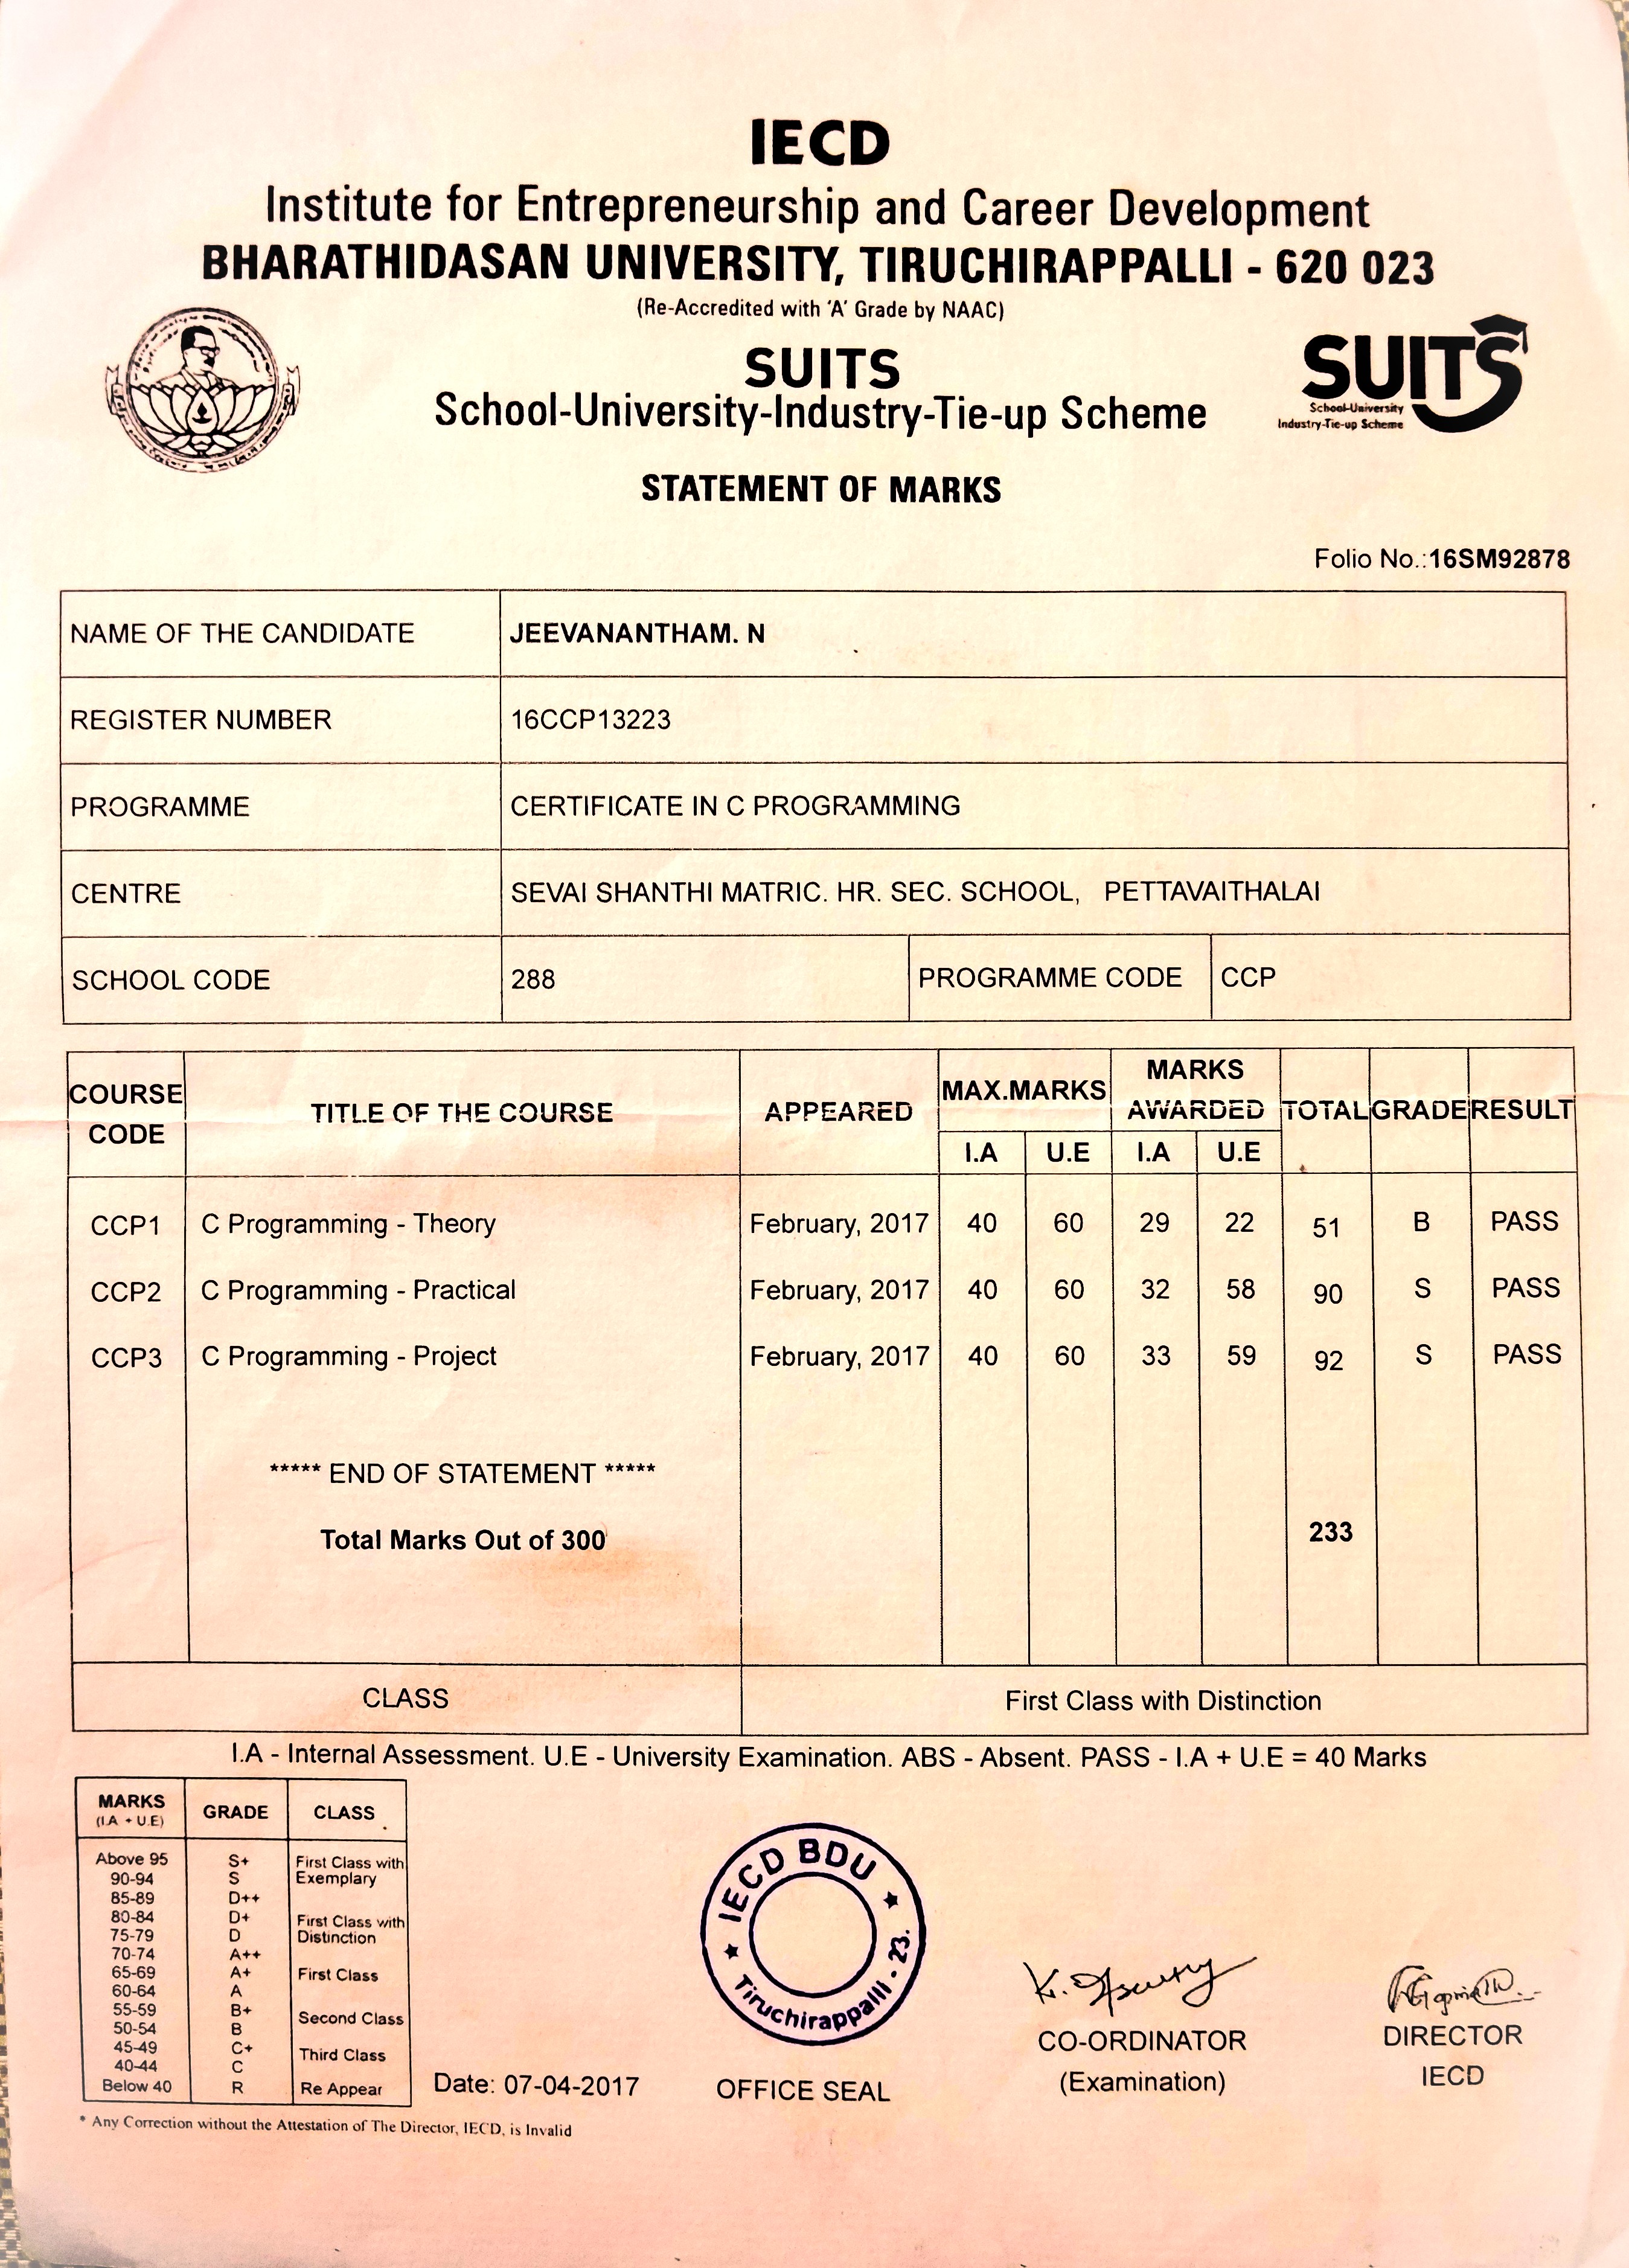 IECD
Institute for Entrepreneurship and Career Development
BHARATHIDASAN UNIVERSITY, TIRUCHIRAPPALLI - 620 023
(Re-Accredited with 'A' Grade by NAAC)
SUITS
School-University-Industry-Tie-up Scheme
SUITS
School-University
Industry-Tie-up Scheme
STATEMENT OF MARKS
Folio No.:16SM92878
NAME OF THE CANDIDATE JEEVANANTHAM. N
REGISTER NUMBER 16CCP13223
PROGRAMME CERTIFICATE IN C PROGRAMMING
CENTRE SEVAI SHANTHI MATRIC. HR. SEC. SCHOOL, PETTAVAITHALAI
SCHOOL CODE 288 PROGRAMME CODE CCP
COURSE CODE TITLE OF THE COURSE APPEARED MAX.MARKS MARKS AWARDED TOTAL GRADE RESULT
I.A U.E I.A U.E
CCP1 C Programming - Theory February, 2017 40 60 29 22 51 B PASS
CCP2 C Programming - Practical February, 2017 40 60 32 58 90 S PASS
CCP3 C Programming - Project February, 2017 40 60 33 59 92 S PASS
***** END OF STATEMENT *****
Total Marks Out of 300 233
CLASS First Class with Distinction
I.A - Internal Assessment. U.E - University Examination. ABS - Absent. PASS - I.A + U.E = 40 Marks
MARKS (I.A + U.E) GRADE CLASS
Above 95 S+ First Class with
90-94 S Exemplary
85-89 D++
80-84 D+ First Class with
75-79 D Distinction
70-74 A++
65-69 A+ First Class
60-64 A
55-59 B+ Second Class
50-54 B
45-49 C+ Third Class
40-44 C
Below 40 R Re Appear
Date: 07-04-2017
IECD BDU
Tiruchirappalli - 23.
OFFICE SEAL
CO-ORDINATOR
(Examination)
DIRECTOR
IECD
* Any Correction without the Attestation of The Director, IECD, is Invalid